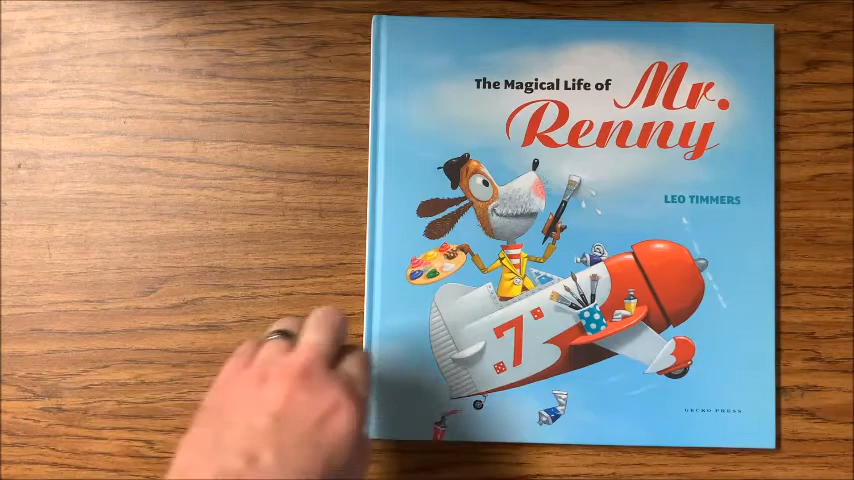 The Magical Life of
Mr.
Renny
LEO TIMMERS
7
GECKO PRESS